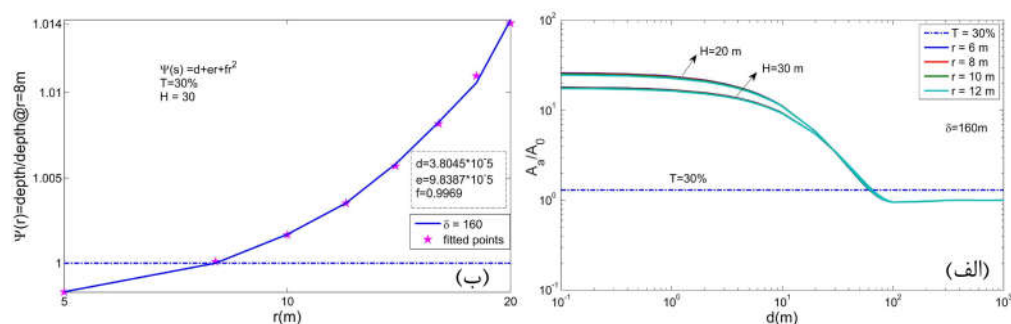 Ψ(r)=depth/depth@r=8m
1.014
1.01
1.005
1
Ψ(s) =d+er+fr²
T=30%
H = 30
d=3.8045*10⁻5
e=9.8387*10⁻5
f=0.9969
δ = 160
fitted points
(ب)
5
10
20
r(m)
A_a/A_0
10²
10¹
10⁰
10⁻¹
H=20 m
H=30 m
T = 30%
r = 6 m
r = 8 m
r = 10 m
r = 12 m
δ=160m
T=30%
(الف)
10⁻¹
10⁰
10¹
10²
10³
d(m)